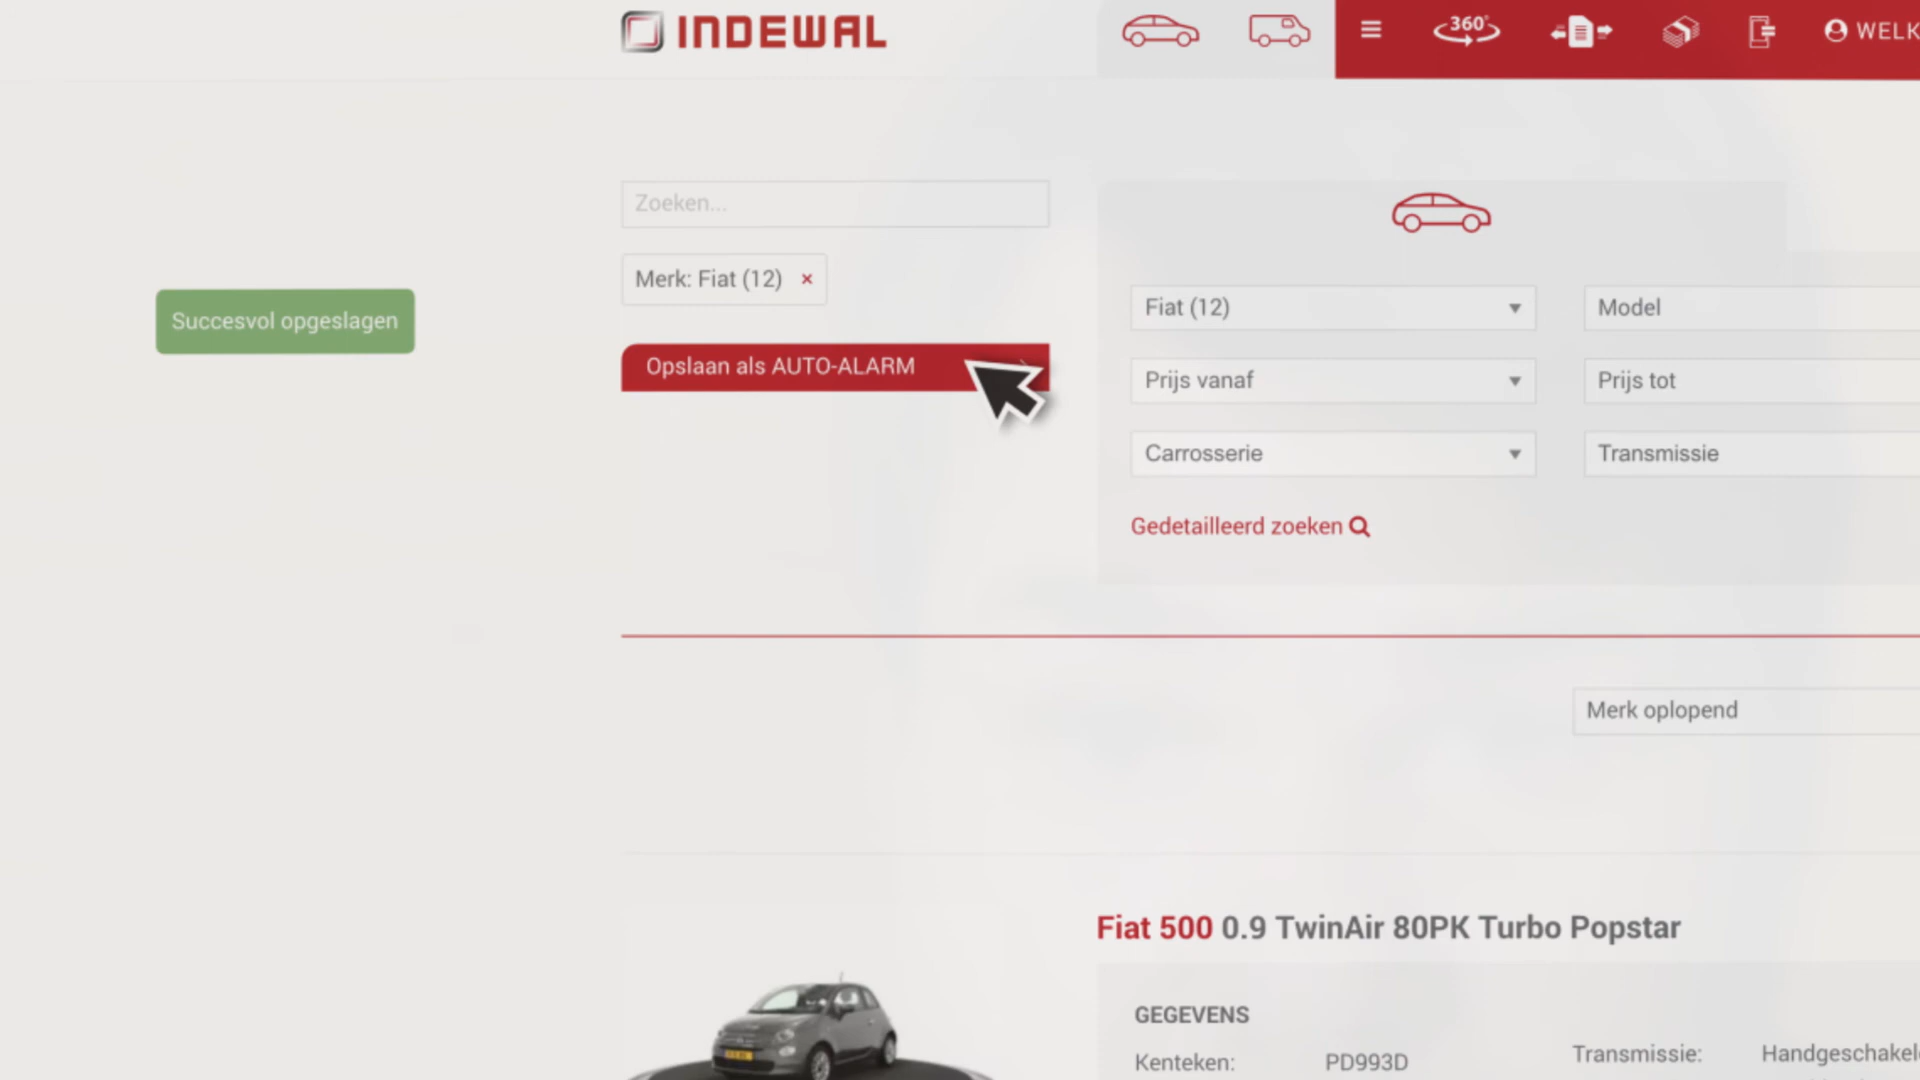 INDEWAL
360°
WELK
Zoeken...
Merk: Fiat (12) ×
Fiat (12)
Model
Succesvol opgeslagen
Opslaan als AUTO-ALARM
Prijs vanaf
Prijs tot
Carrosserie
Transmissie
Gedetailleerd zoeken
Merk oplopend
Fiat 500 0.9 TwinAir 80PK Turbo Popstar
GEGEVENS
Kenteken: PD993D
Transmissie: Handgeschakel